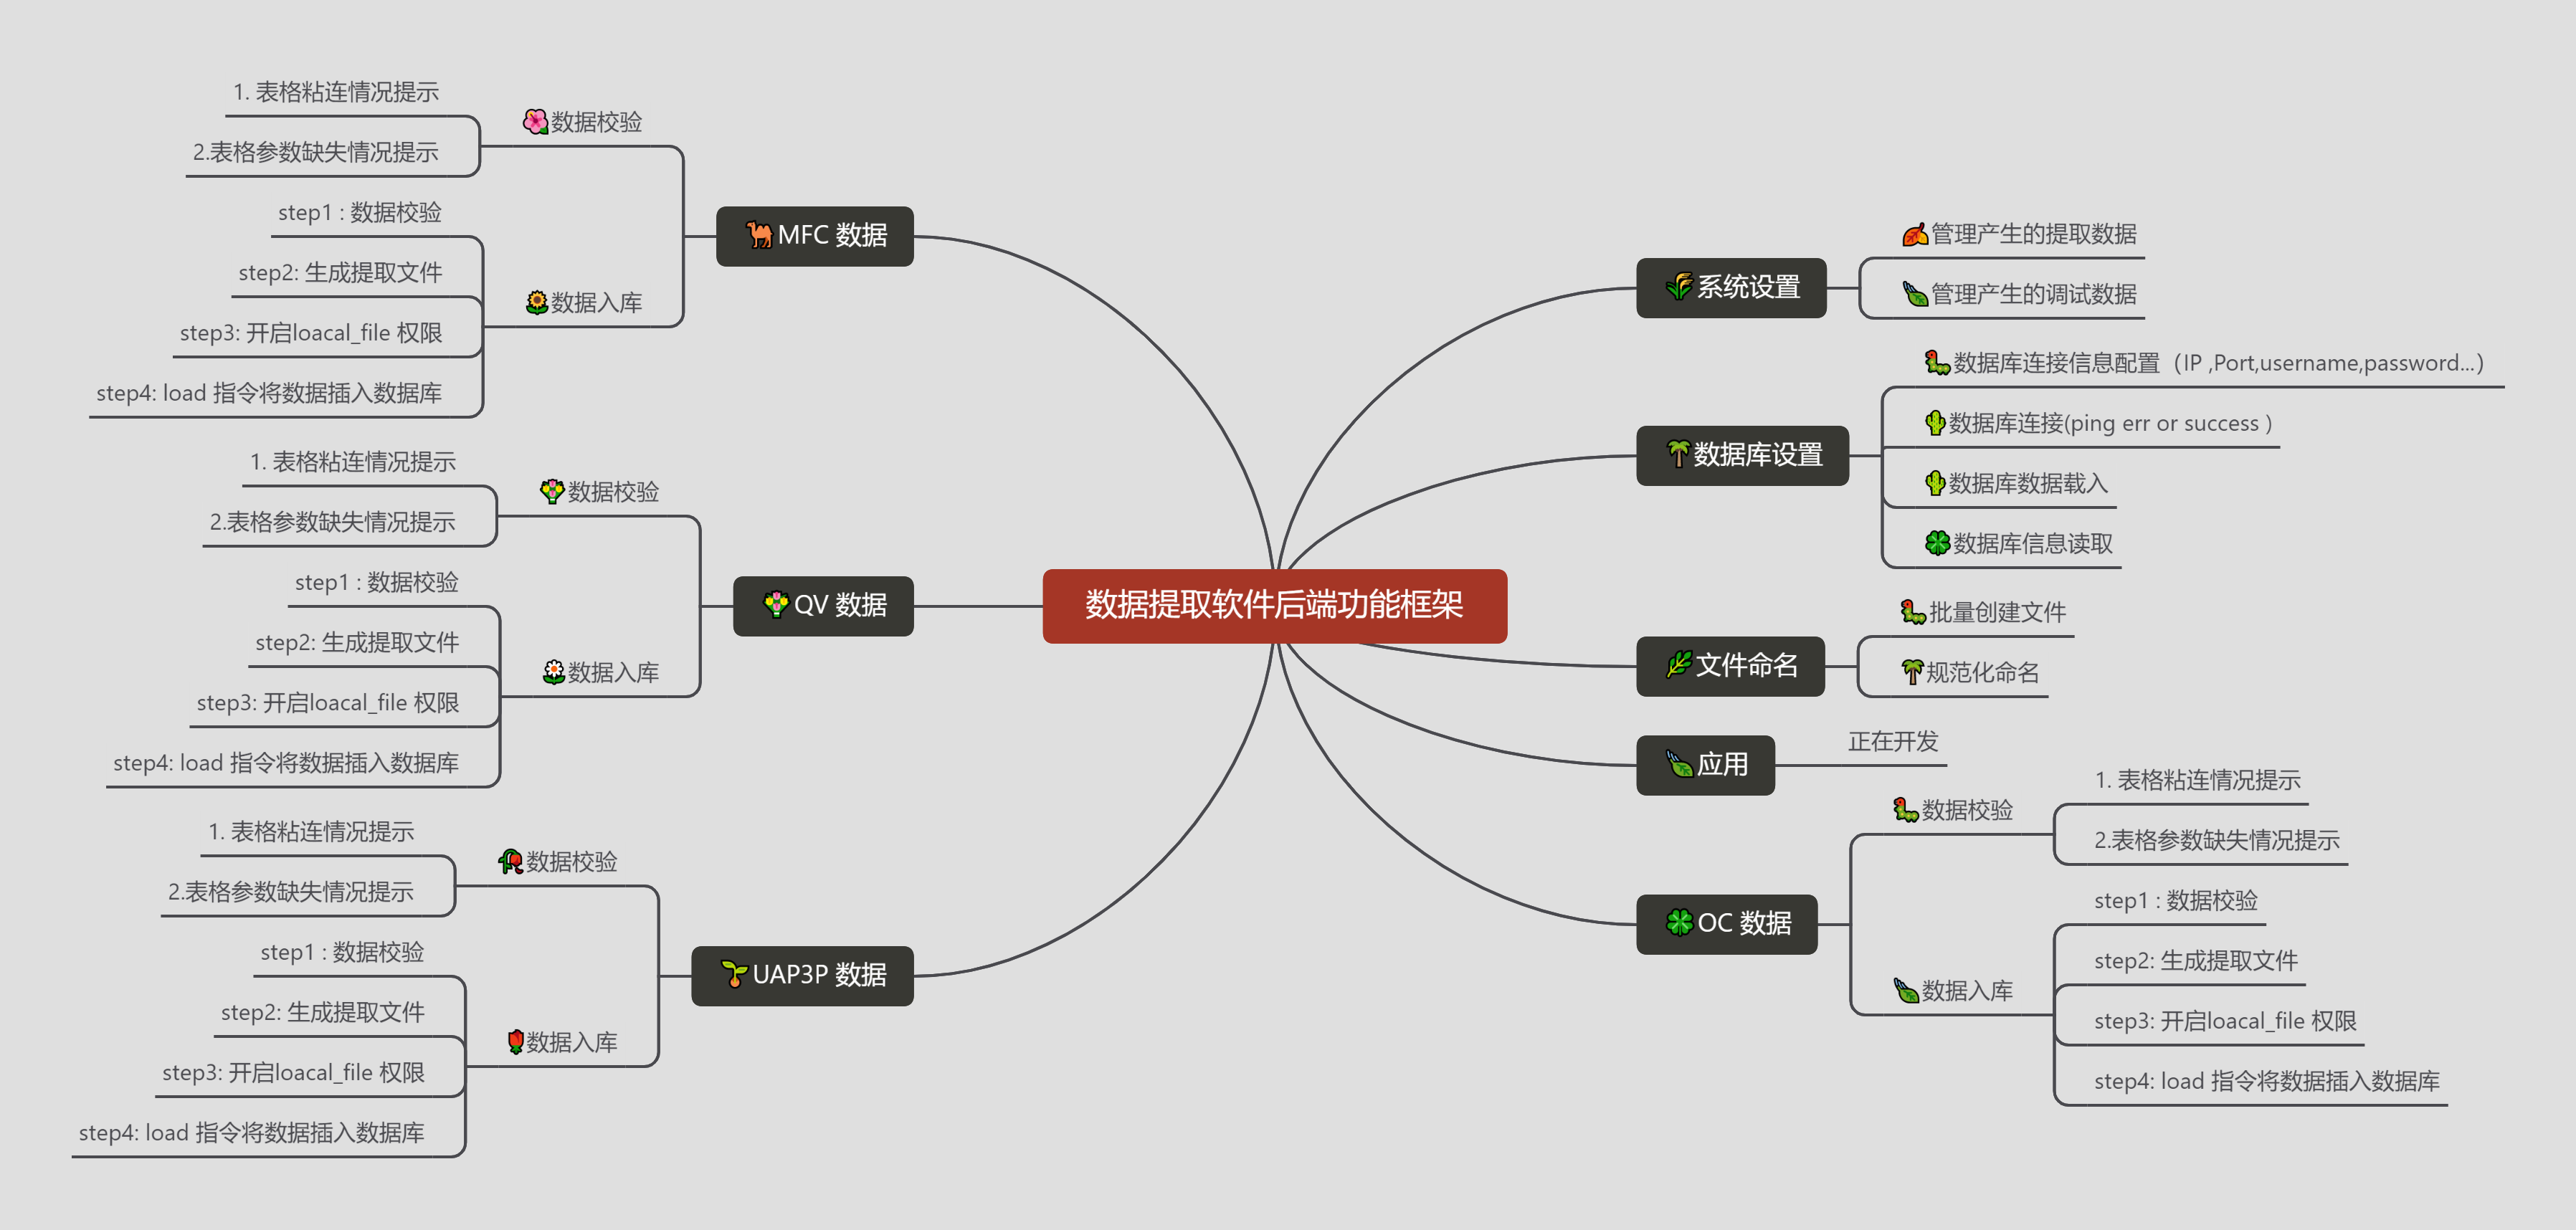 数据提取软件后端功能框架
MFC 数据
数据校验
1. 表格粘连情况提示
2.表格参数缺失情况提示
数据入库
step1 : 数据校验
step2: 生成提取文件
step3: 开启loacal_file 权限
step4: load 指令将数据插入数据库
QV 数据
数据校验
1. 表格粘连情况提示
2.表格参数缺失情况提示
数据入库
step1 : 数据校验
step2: 生成提取文件
step3: 开启loacal_file 权限
step4: load 指令将数据插入数据库
UAP3P 数据
数据校验
1. 表格粘连情况提示
2.表格参数缺失情况提示
数据入库
step1 : 数据校验
step2: 生成提取文件
step3: 开启loacal_file 权限
step4: load 指令将数据插入数据库
系统设置
管理产生的提取数据
管理产生的调试数据
数据库设置
数据库连接信息配置（IP ,Port,username,password...）
数据库连接(ping err or success )
数据库数据载入
数据库信息读取
文件命名
批量创建文件
规范化命名
应用
正在开发
OC 数据
数据校验
1. 表格粘连情况提示
2.表格参数缺失情况提示
数据入库
step1 : 数据校验
step2: 生成提取文件
step3: 开启loacal_file 权限
step4: load 指令将数据插入数据库